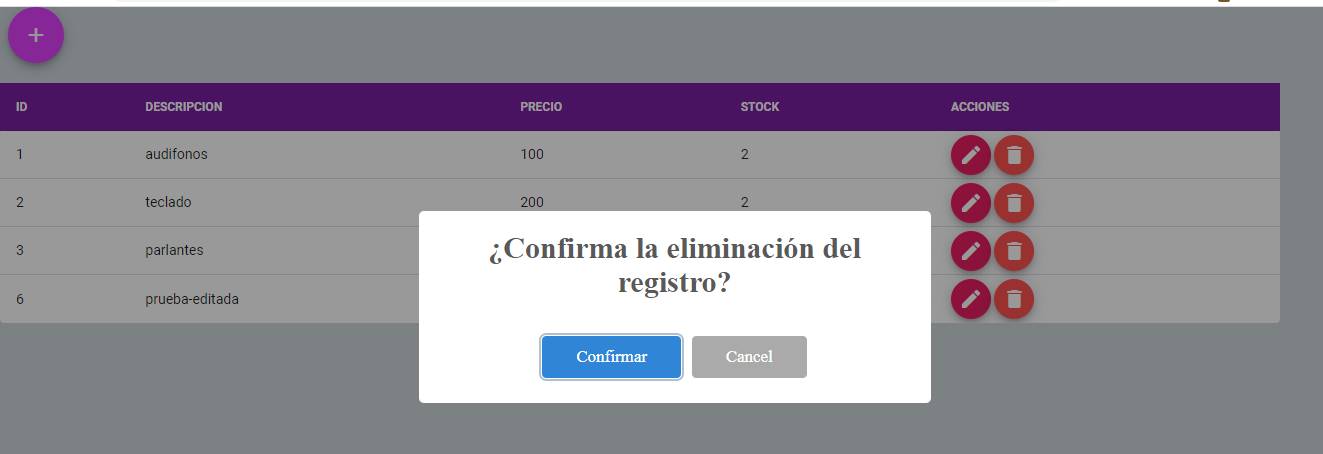 +
ID DESCRIPCION PRECIO STOCK ACCIONES
1 audifonos 100 2
2 teclado 200 2
3 parlantes
6 prueba-editada
¿Confirma la eliminación del
registro?
Confirmar Cancel